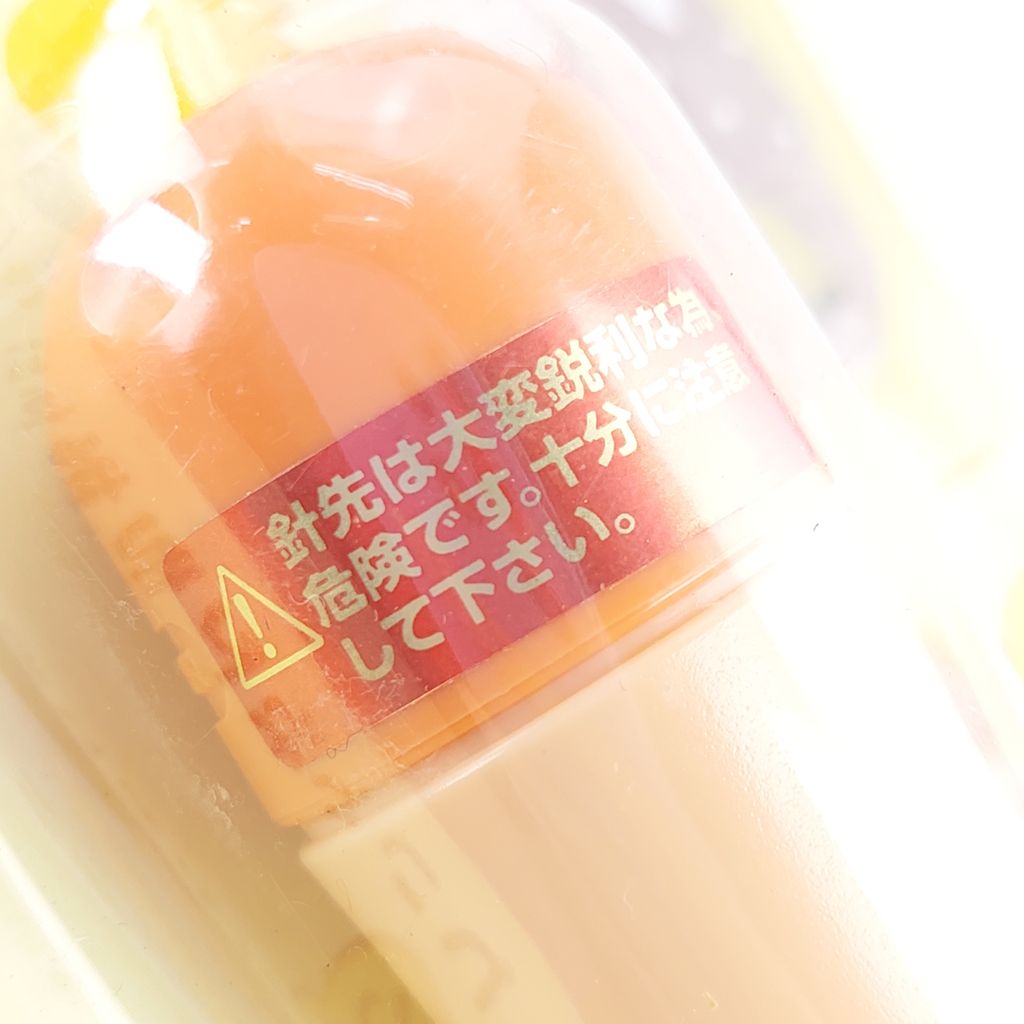 針先は大変鋭利な為、
危険です。十分に注意
して下さい。